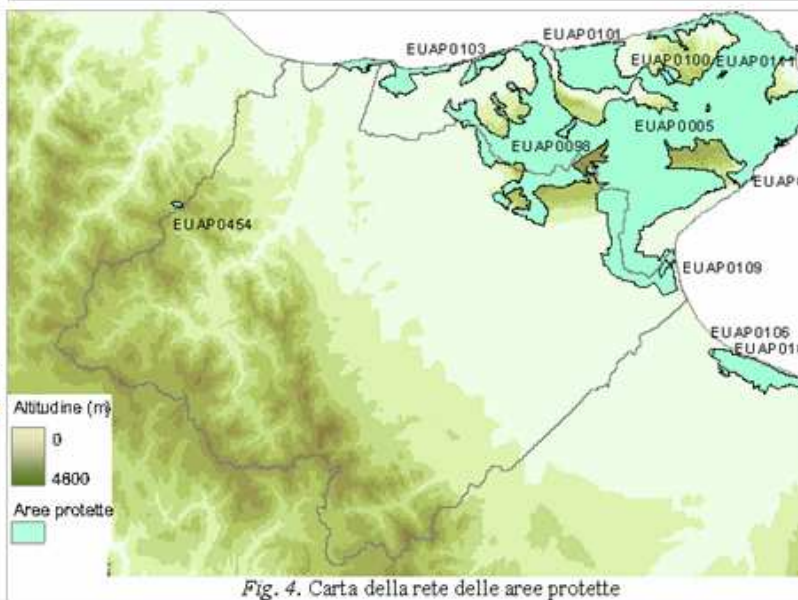 EUAP0101
EUAP0103
EUAP0100
EUAP0005
EUAP0098
EUAP0454
EUAP0109
EUAP0106
Altitudine (m)
0
4800
Aree protette
Fig. 4. Carta della rete delle aree protette